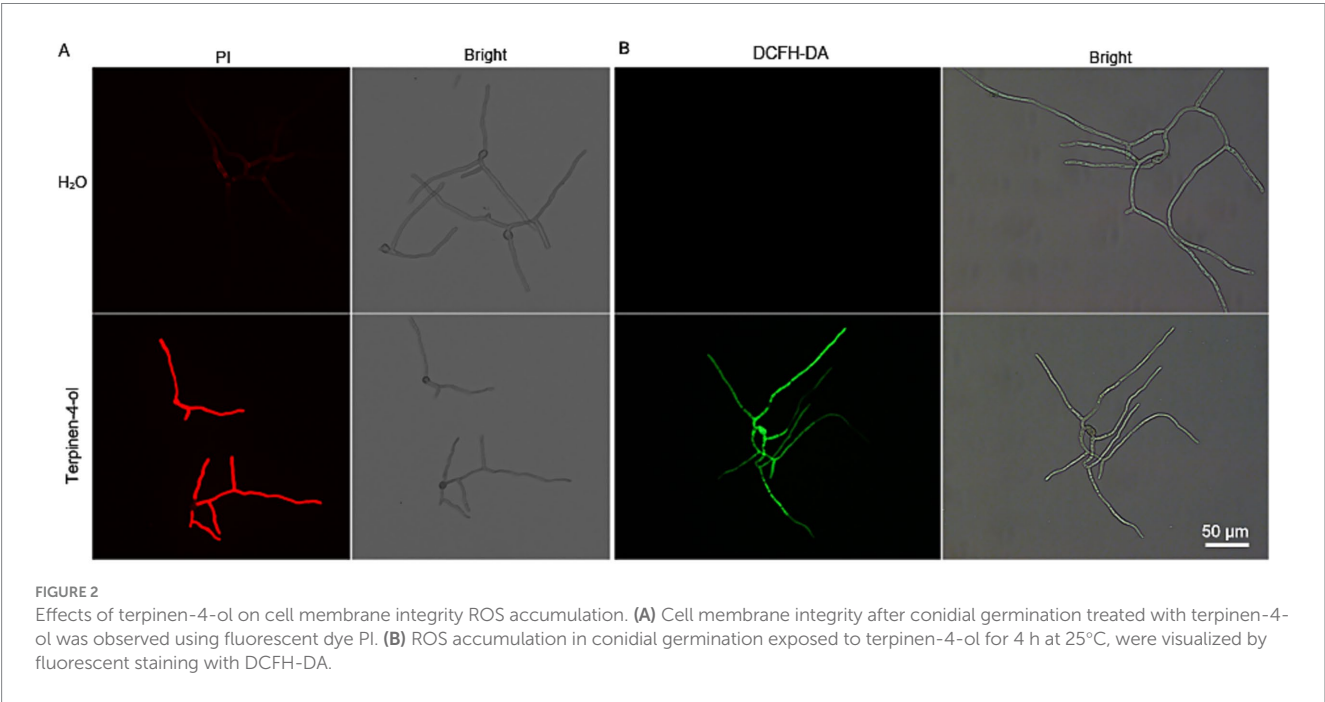 A
PI
Bright
B
DCFH-DA
Bright
H₂O
Terpinen-4-ol
50 µm
FIGURE 2
Effects of terpinen-4-ol on cell membrane integrity ROS accumulation. (A) Cell membrane integrity after conidial germination treated with terpinen-4-
ol was observed using fluorescent dye PI. (B) ROS accumulation in conidial germination exposed to terpinen-4-ol for 4 h at 25°C, were visualized by
fluorescent staining with DCFH-DA.